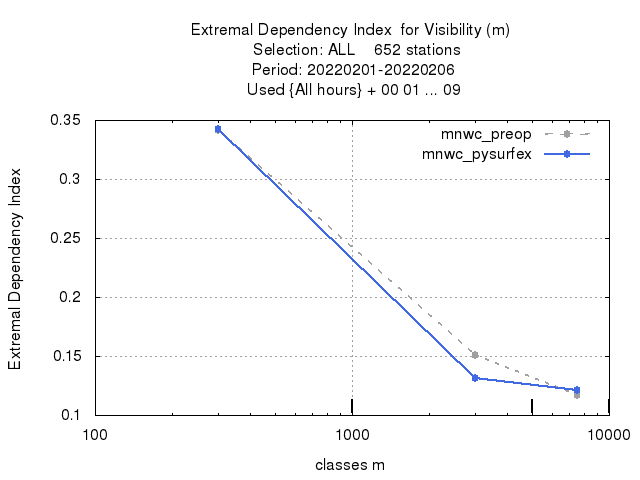 Extremal Dependency Index  for Visibility (m)
Selection: ALL    652 stations
Period: 20220201-20220206
Used {All hours} + 00 01 ... 09
mnwc_preop
mnwc_pysurfex
Extremal Dependency Index
0.35
0.3
0.25
0.2
0.15
0.1
100
1000
10000
classes m